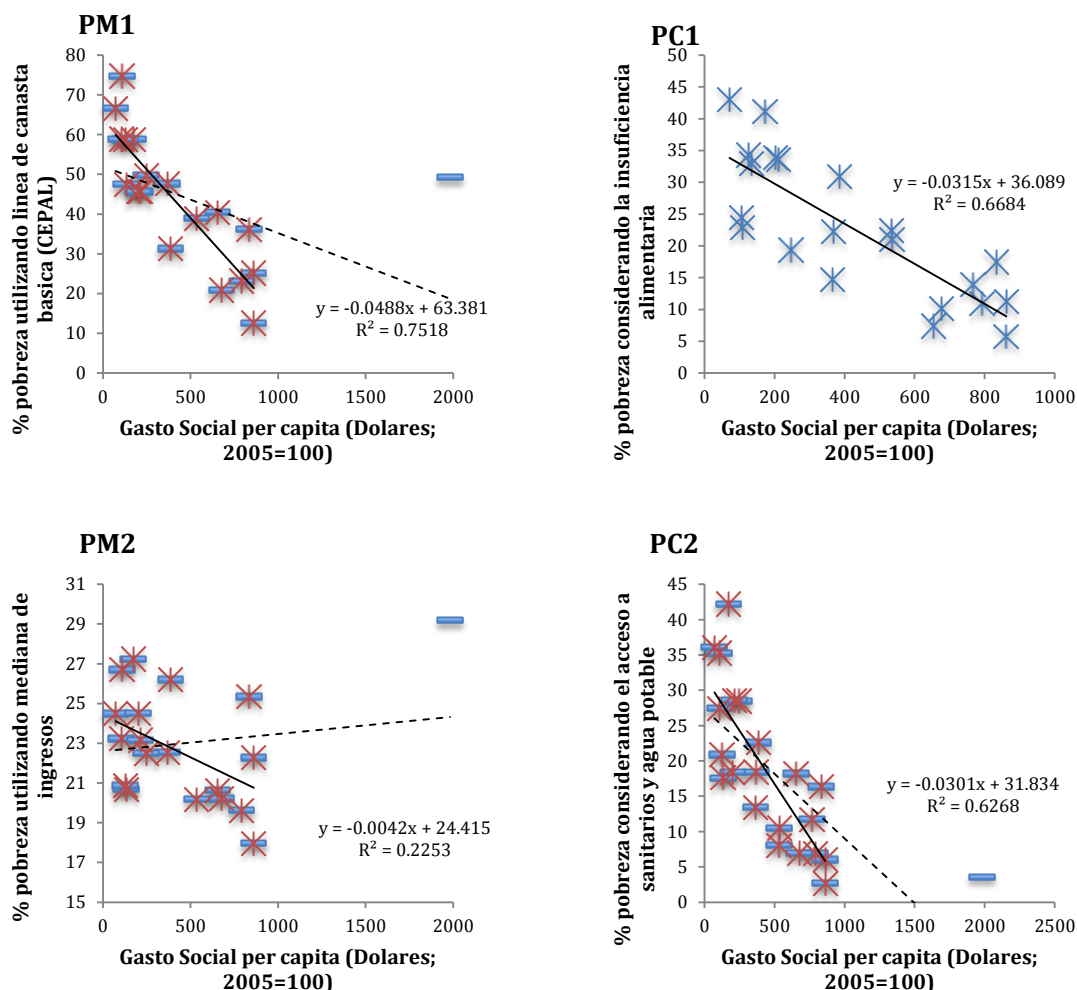 PM1
% pobreza utilizando linea de canasta
basica (CEPAL)
80
70
60
50
40
30
20
10
0
y = -0.0488x + 63.381
R² = 0.7518
0 500 1000 1500 2000
Gasto Social per capita (Dolares;
2005=100)
PC1
% pobreza considerando la insuficiencia
alimentaria
50
45
40
35
30
25
20
15
10
5
0
y = -0.0315x + 36.089
R² = 0.6684
0 200 400 600 800 1000
Gasto Social per capita (Dolares;
2005=100)
PM2
% pobreza utilizando mediana de
ingresos
31
29
27
25
23
21
19
17
15
y = -0.0042x + 24.415
R² = 0.2253
0 500 1000 1500 2000
Gasto Social per capita (Dolares;
2005=100)
PC2
% pobreza considerando el acceso a
sanitarios y agua potable
45
40
35
30
25
20
15
10
5
0
y = -0.0301x + 31.834
R² = 0.6268
0 500 1000 1500 2000 2500
Gasto Social per capita (Dolares;
2005=100)